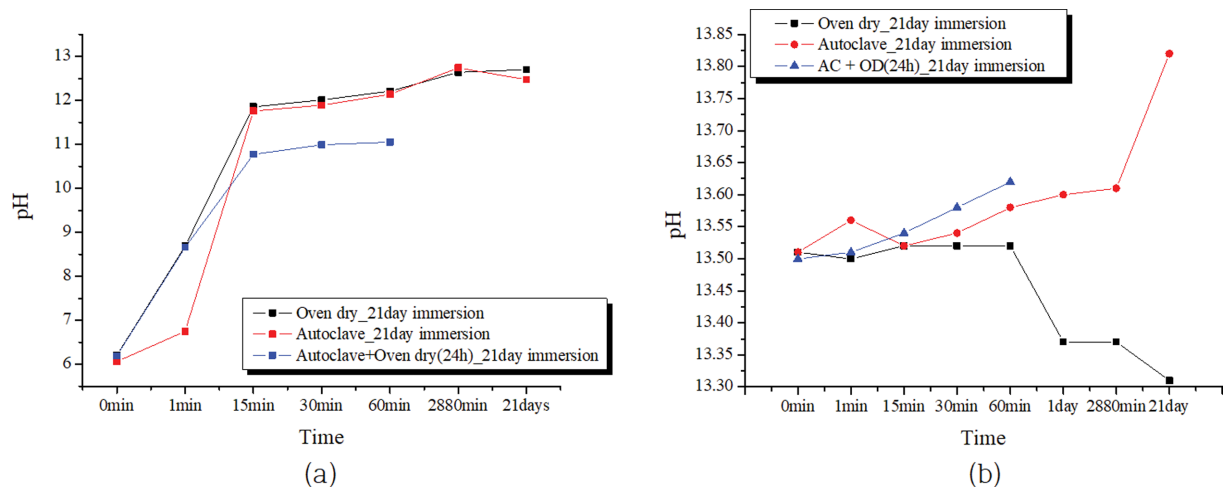 13
12
11
10
9
8
7
6
pH
Oven dry_21day immersion
Autoclave_21day immersion
Autoclave+Oven dry(24h)_21day immersion
0min 1min 15min 30min 60min 2880min 21days
Time
(a)
Oven dry_21day immersion
Autoclave_21day immersion
AC + OD(24h)_21day immersion
13.85
13.80
13.75
13.70
13.65
13.60
13.55
13.50
13.45
13.40
13.35
13.30
pH
0min 1min 15min 30min 60min 1day 2880min 21day
Time
(b)